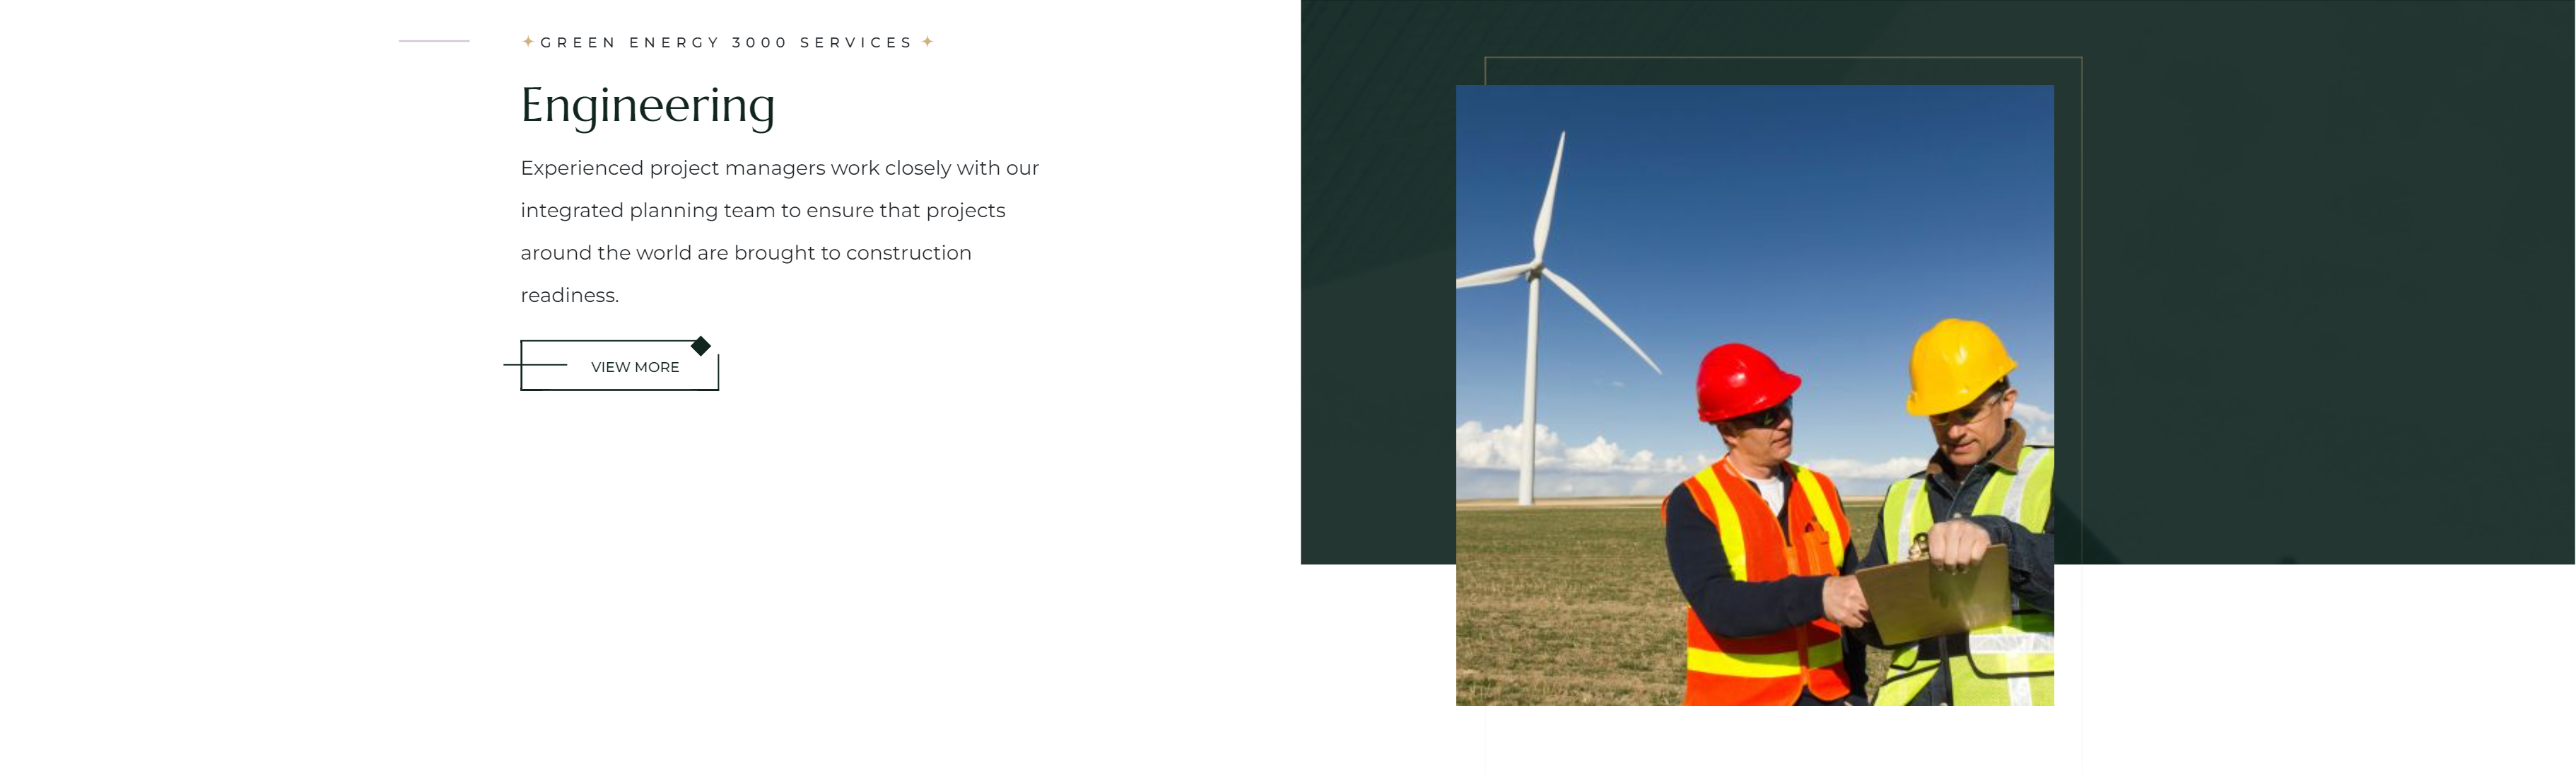 GREEN ENERGY 3000 SERVICES
Engineering
Experienced project managers work closely with our
integrated planning team to ensure that projects
around the world are brought to construction
readiness.
VIEW MORE